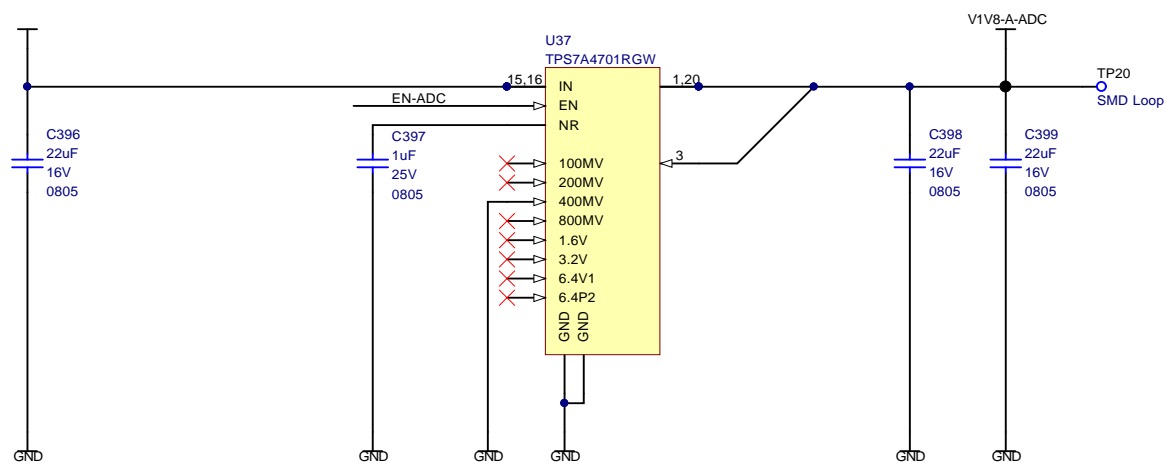 V1V8-A-ADC
U37
TPS7A4701RGW
15,16
IN
1,20
TP20
SMD Loop
EN-ADC
EN
NR
C396
22uF
16V
0805
C397
1uF
25V
0805
100MV
3
200MV
400MV
800MV
1.6V
3.2V
6.4V1
6.4P2
C398
22uF
16V
0805
C399
22uF
16V
0805
GND
GND
GND
GND
GND
GND
GND
GND